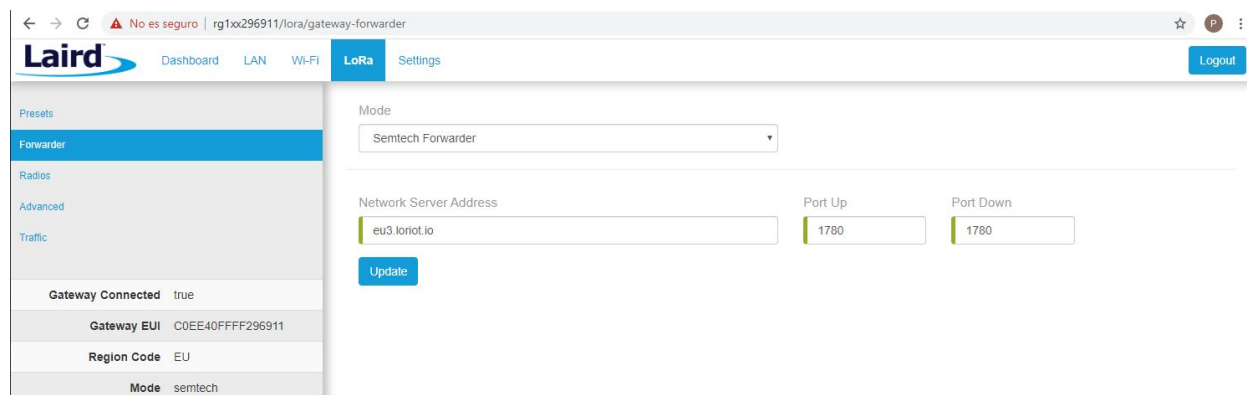 No es seguro | rg1xx296911/lora/gateway-forwarder
P
Laird Dashboard LAN Wi-Fi LoRa Settings Logout
Presets
Forwarder
Radios
Advanced
Traffic
Gateway Connected true
Gateway EUI C0EE40FFFF296911
Region Code EU
Mode semtech
Mode
Semtech Forwarder
Network Server Address Port Up Port Down
eu3.loriot.io 1780 1780
Update